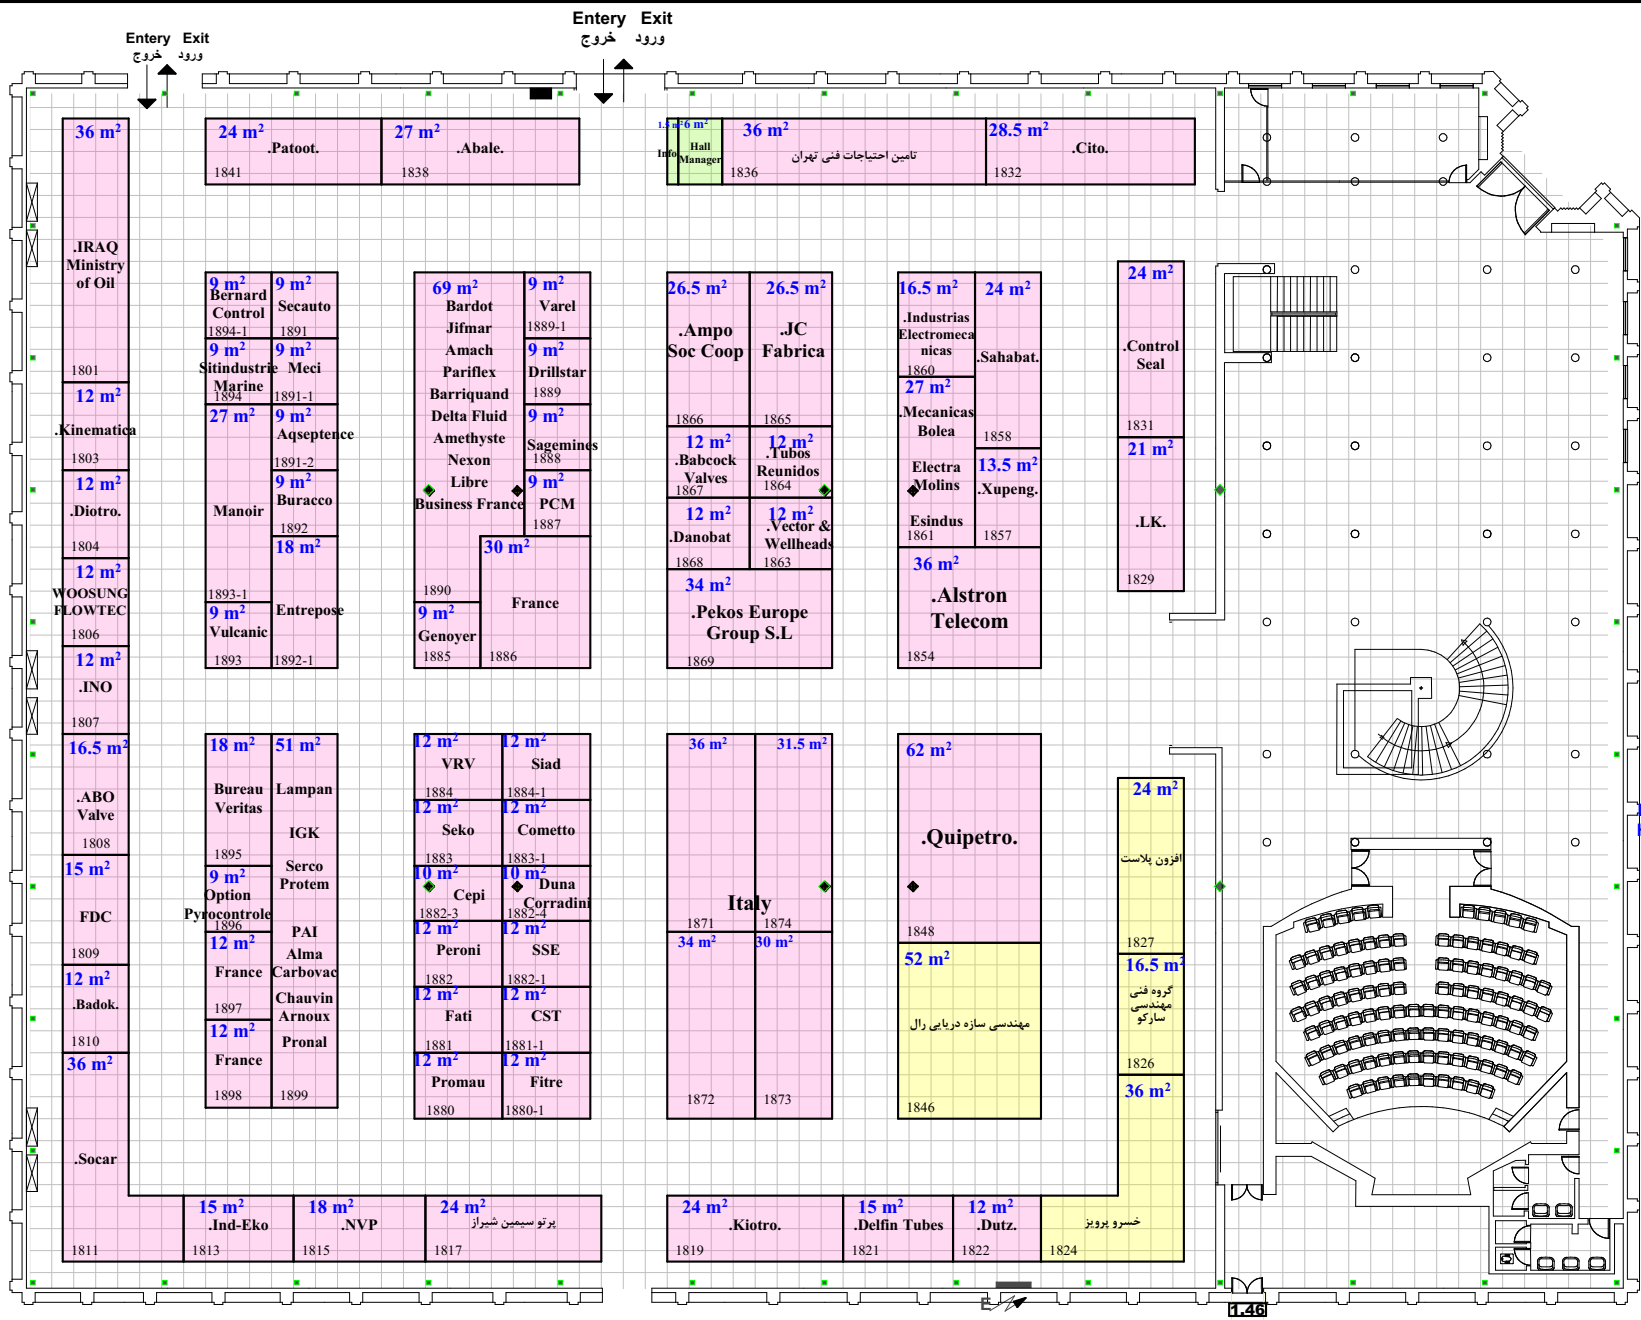 Entery Exit
خروج ورود
Entery Exit
خروج ورود
36 m²
.IRAQ
Ministry
of Oil
1801
12 m²
.Kinematica
1803
12 m²
.Diotro.
1804
12 m²
WOOSUNG
FLOWTEC
1806
12 m²
.INO
1807
16.5 m²
.ABO
Valve
1808
15 m²
FDC
1809
12 m²
.Badok.
1810
36 m²
.Socar
1811
24 m²
.Patoot.
1841
27 m²
.Abale.
1838
1.5 m²
Info
6 m²
Hall
Manager
36 m²
تامین احتیاجات فنی تهران
1836
28.5 m²
.Cito.
1832
9 m²
Bernard
Control
1894-1
9 m²
Secauto
1891
9 m²
Sitindustrie
Marine
1894
9 m²
Meci
1891-1
27 m²
Manoir
1893-1
9 m²
Aqseptence
1891-2
9 m²
Buracco
1892
18 m²
Entrepose
1892-1
9 m²
Vulcanic
1893
69 m²
Bardot
Jifmar
Amach
Pariflex
Barriquand
Delta Fluid
Amethyste
Nexon
Libre
Business France
1890
9 m²
Varel
1889-1
9 m²
Drillstar
1889
9 m²
Sagemines
1888
9 m²
PCM
1887
30 m²
France
1886
9 m²
Genoyer
1885
26.5 m²
.Ampo
Soc Coop
1866
26.5 m²
.JC
Fabrica
1865
12 m²
.Babcock
Valves
1867
12 m²
.Tubos
Reunidos
1864
12 m²
.Danobat
1868
12 m²
.Vector &
Wellheads
1863
34 m²
.Pekos Europe
Group S.L
1869
16.5 m²
.Industrias
Electromeca
nicas
1860
24 m²
.Sahabat.
1858
27 m²
.Mecanicas
Bolea
Electra
Molins
Esindus
1861
13.5 m²
.Xupeng.
1857
36 m²
.Alstron
Telecom
1854
24 m²
.Control
Seal
1831
21 m²
.LK.
1829
18 m²
Bureau
Veritas
1895
9 m²
Option
Pyrocontrole
1896
12 m²
France
1897
12 m²
France
1898
51 m²
Lampan
IGK
Serco
Protem
PAI
Alma
Carbovac
Chauvin
Arnoux
Pronal
1899
12 m²
VRV
1884
12 m²
Siad
1884-1
12 m²
Seko
1883
12 m²
Cometto
1883-1
10 m²
Cepi
1882-3
10 m²
Duna
Corradini
1882-4
12 m²
Peroni
1882
12 m²
SSE
1882-1
12 m²
Fati
1881
12 m²
CST
1881-1
12 m²
Promau
1880
12 m²
Fitre
1880-1
36 m²
31.5 m²
Italy
1871
1874
34 m²
30 m²
1872
1873
62 m²
.Quipetro.
1848
52 m²
مهندسی سازه دریایی رال
1846
24 m²
افزون پلاست
1827
16.5 m²
گروه فنی
مهندسی
سارکو
1826
36 m²
خسرو پرویز
1824
15 m²
.Ind-Eko
1813
18 m²
.NVP
1815
24 m²
پرتو سیمین شیراز
1817
24 m²
.Kiotro.
1819
15 m²
.Delfin Tubes
1821
12 m²
.Dutz.
1822
E
1.46